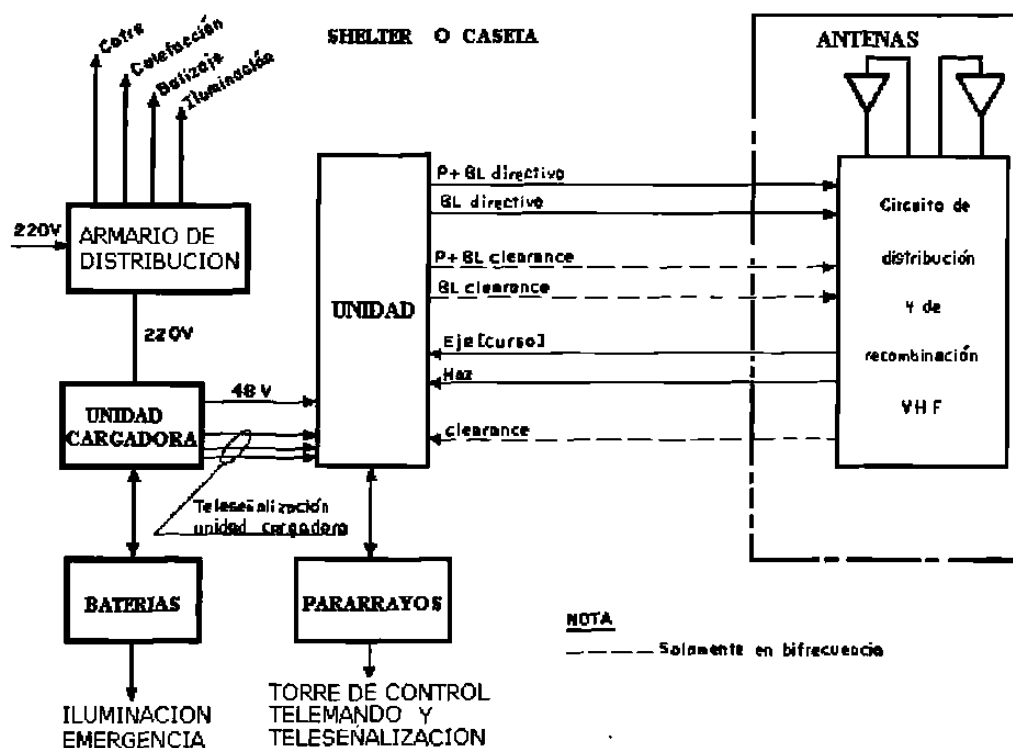 Cofre
Calefacción
Balizaje
Iluminación
SHELTER O CASETA
ANTENAS
220V
ARMARIO DE
DISTRIBUCION
220V
UNIDAD
CARGADORA
48 V
Teleseñalización
unidad cargadora
UNIDAD
P+BL directivo
BL directivo
P+BL clearance
BL clearance
Eje [Curso]
Haz
clearance
Circuito de
distribución
Y de
recombinación
VHF
BATERIAS
PARARRAYOS
ILUMINACION
EMERGENCIA
TORRE DE CONTROL
TELEMANDO Y
TELESEÑALIZACION
NOTA
Solamente en bifrecuencia